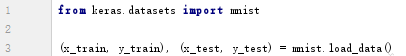 1 from keras.datasets import mnist
2
3 (x_train, y_train), (x_test, y_test) = mnist.load_data()